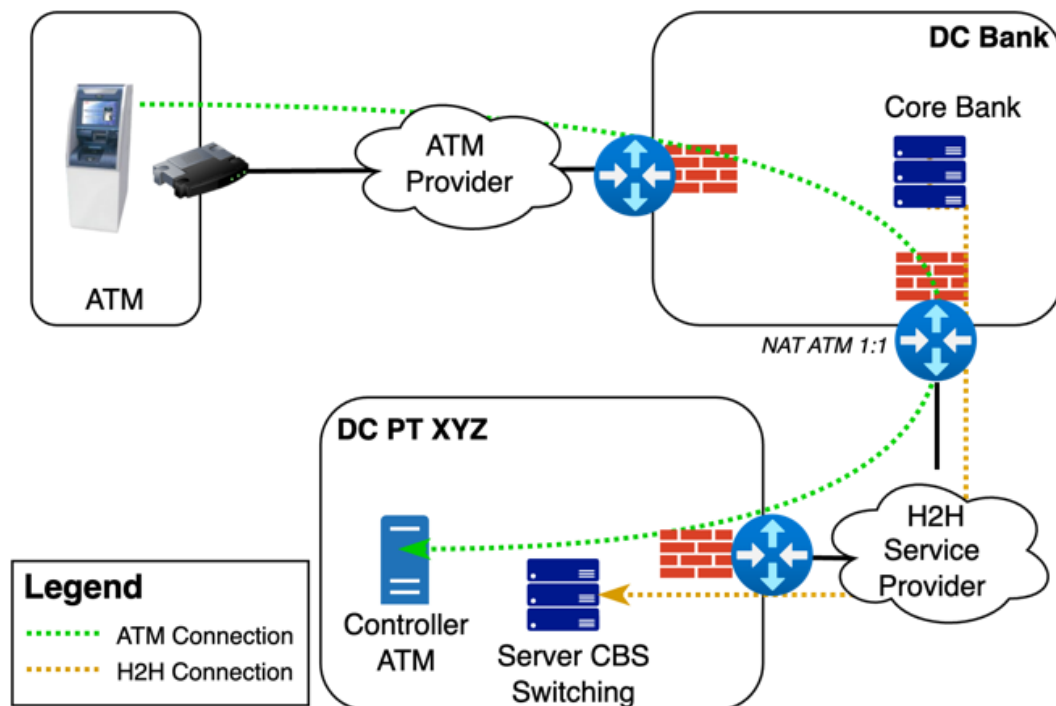 DC Bank
Core Bank
ATM
Provider
ATM
NAT ATM 1:1
DC PT XYZ
H2H
Service
Provider
Controller
ATM
Server CBS
Switching
Legend
ATM Connection
H2H Connection